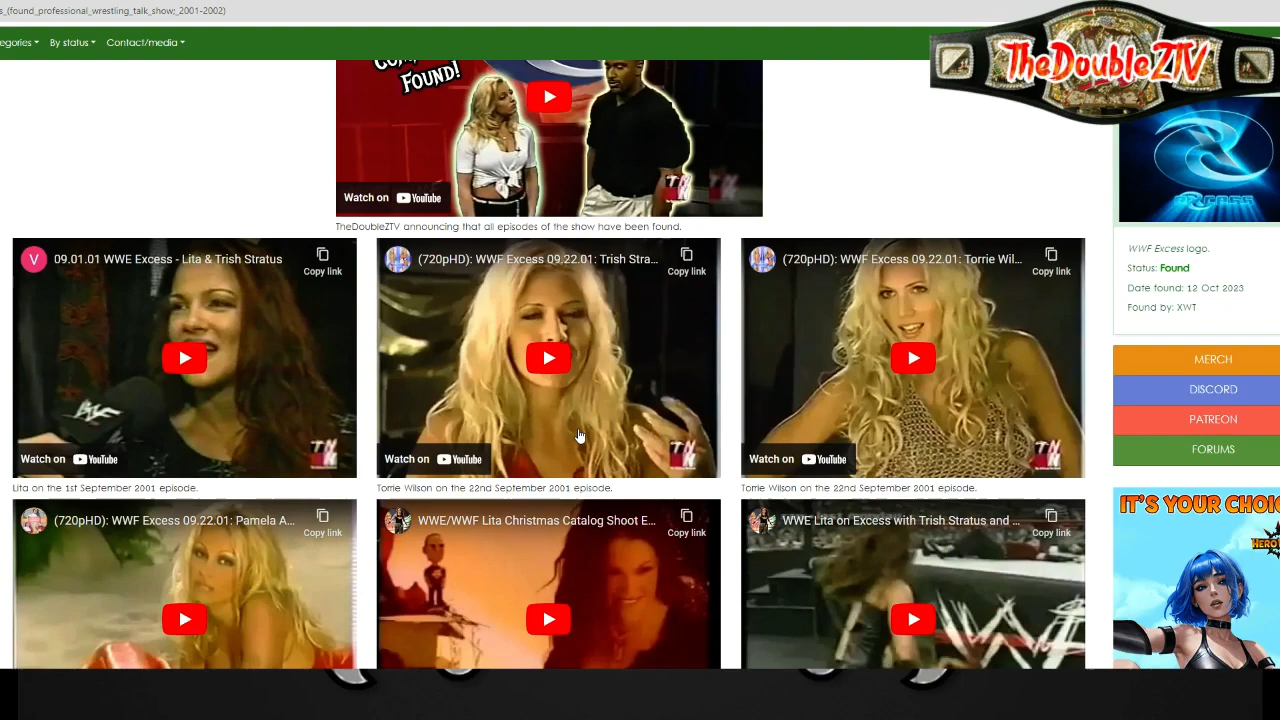 s_(found_professional_wrestling_talk_show;_2001-2002)
egories By status Contact/media
TheDoubleZTV
FOUND!
Watch on YouTube
TheDoubleZTV announcing that all episodes of the show have been found.
EXCESS
WWF Excess logo.
Status: Found
Date found: 12 Oct 2023
Found by: XWT
V 09.01.01 WWE Excess - Lita & Trish Stratus Copy link
(720pHD): WWF Excess 09.22.01: Trish Stra... Copy link
(720pHD): WWF Excess 09.22.01: Torrie Wil... Copy link
Watch on YouTube
TNN
Watch on YouTube
TNN
Watch on YouTube
TNN
Lita on the 1st September 2001 episode.
Torrie Wilson on the 22nd September 2001 episode.
Torrie Wilson on the 22nd September 2001 episode.
MERCH
DISCORD
PATREON
FORUMS
(720pHD): WWF Excess 09.22.01: Pamela A... Copy link
WWE/WWF Lita Christmas Catalog Shoot E... Copy link
WWE Lita on Excess with Trish Stratus and ... Copy link
IT'S YOUR CHOIC
HERO